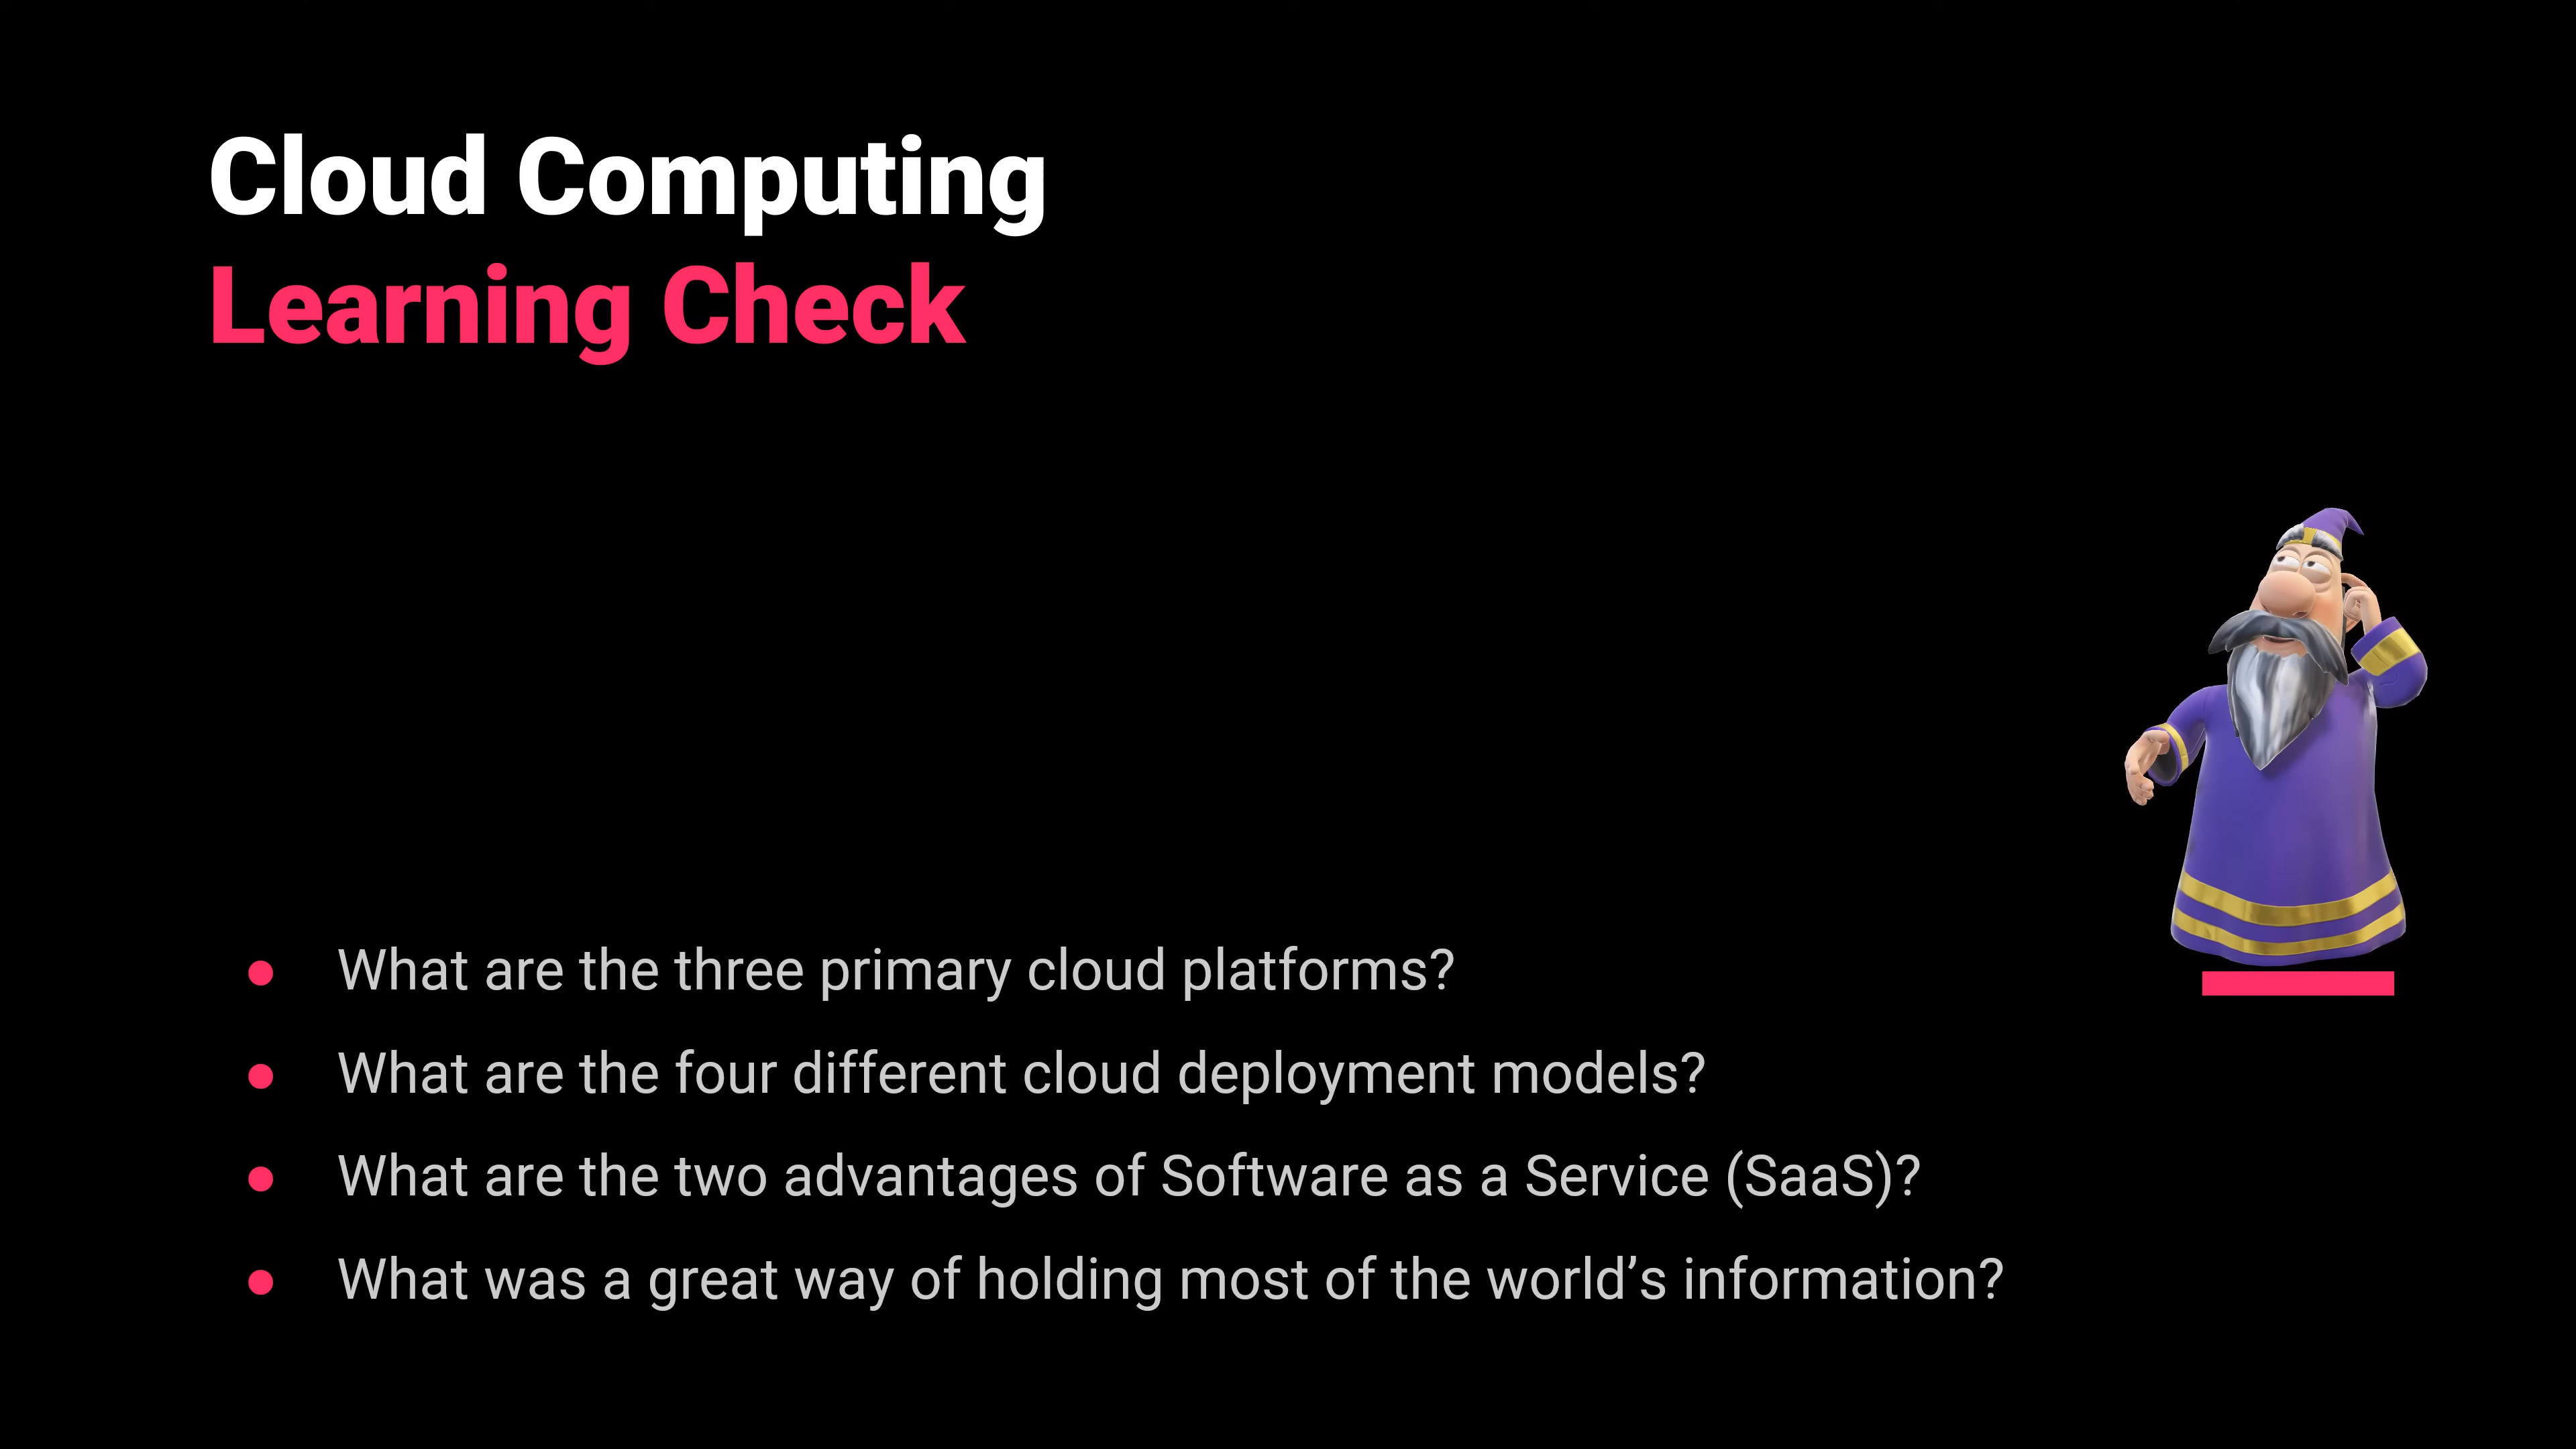 Cloud Computing
Learning Check
● What are the three primary cloud platforms?
● What are the four different cloud deployment models?
● What are the two advantages of Software as a Service (SaaS)?
● What was a great way of holding most of the world’s information?